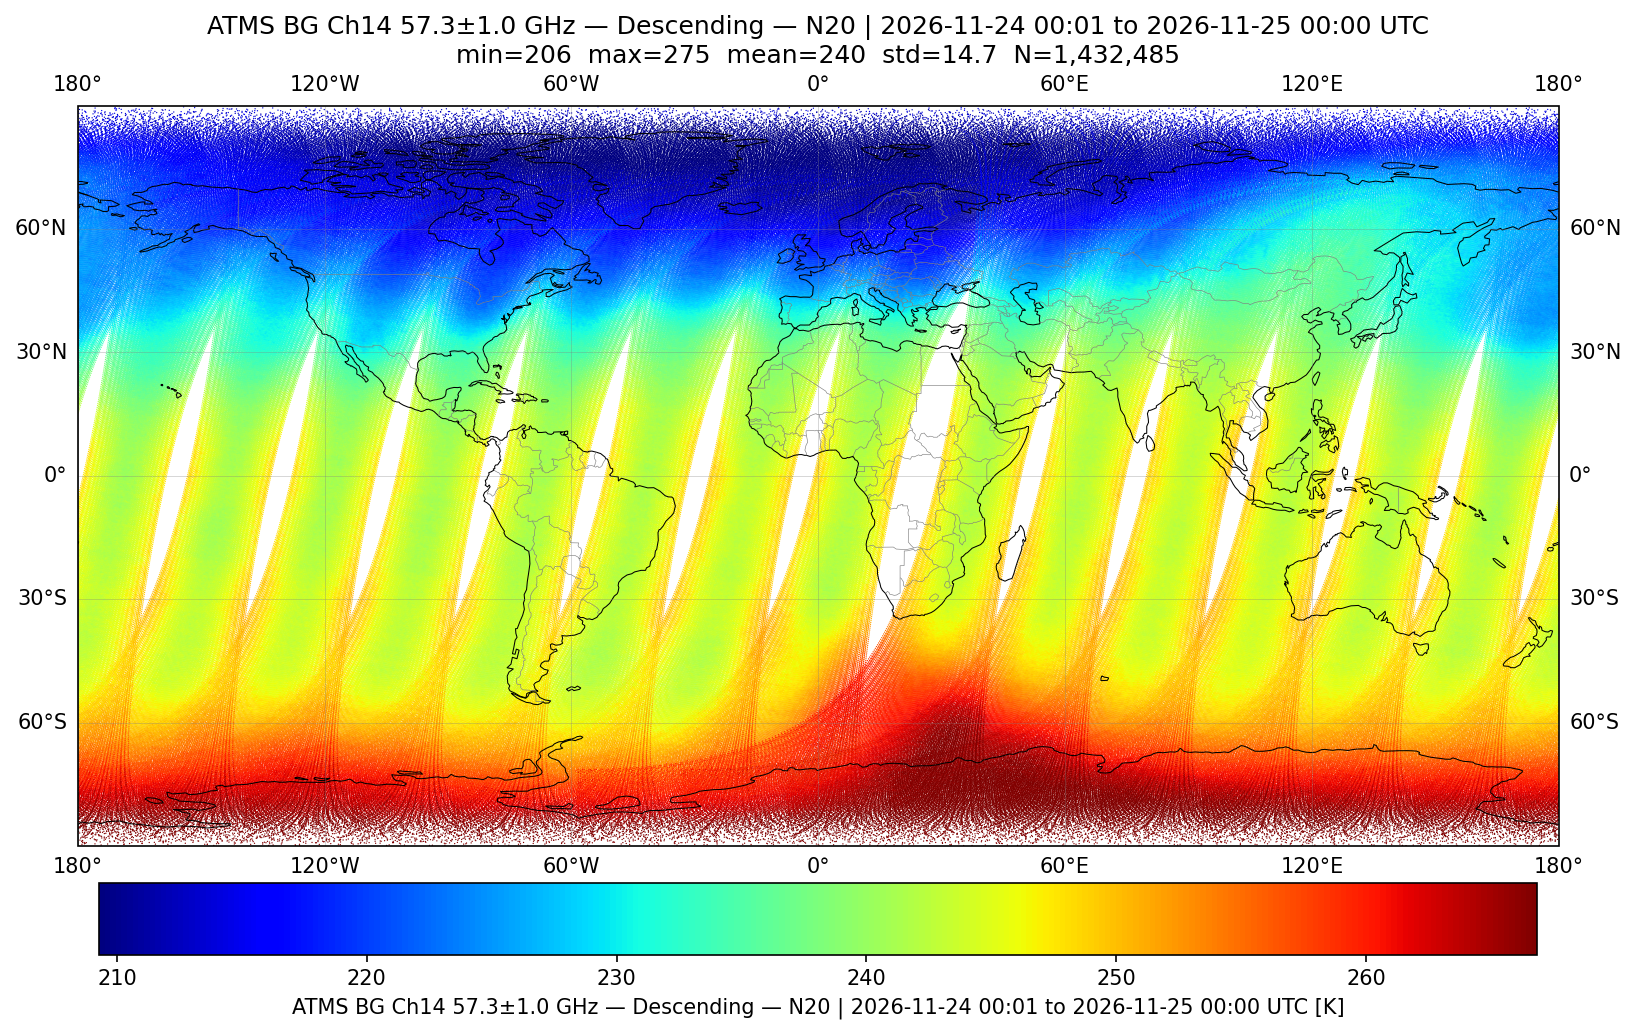 ATMS BG Ch14 57.3±1.0 GHz — Descending — N20 | 2026-11-24 00:01 to 2026-11-25 00:00 UTC
min=206 max=275 mean=240 std=14.7 N=1,432,485
180° 120°W 60°W 0° 60°E 120°E 180°
60°N 60°N
30°N 30°N
0° 0°
30°S 30°S
60°S 60°S
180° 120°W 60°W 0° 60°E 120°E 180°
210 220 230 240 250 260
ATMS BG Ch14 57.3±1.0 GHz — Descending — N20 | 2026-11-24 00:01 to 2026-11-25 00:00 UTC [K]